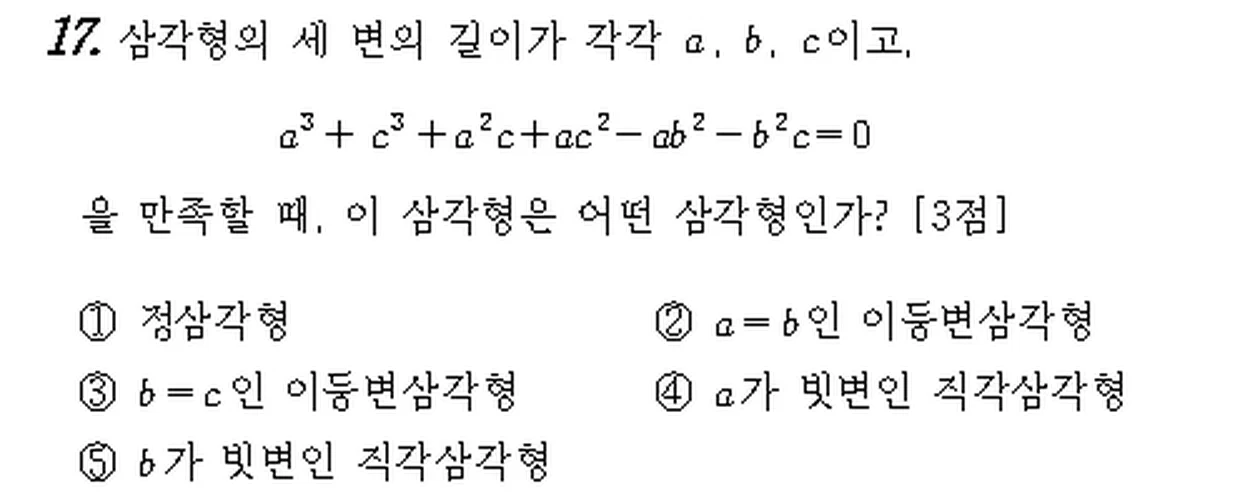 17. 삼각형의 세 변의 길이가 각각 a, b, c이고,
a³+ c³+a²c+ac²-ab²-b²c=0
을 만족할 때, 이 삼각형은 어떤 삼각형인가? [3점]
① 정삼각형 ② a=b인 이등변삼각형
③ b=c인 이등변삼각형 ④ a가 빗변인 직각삼각형
⑤ b가 빗변인 직각삼각형